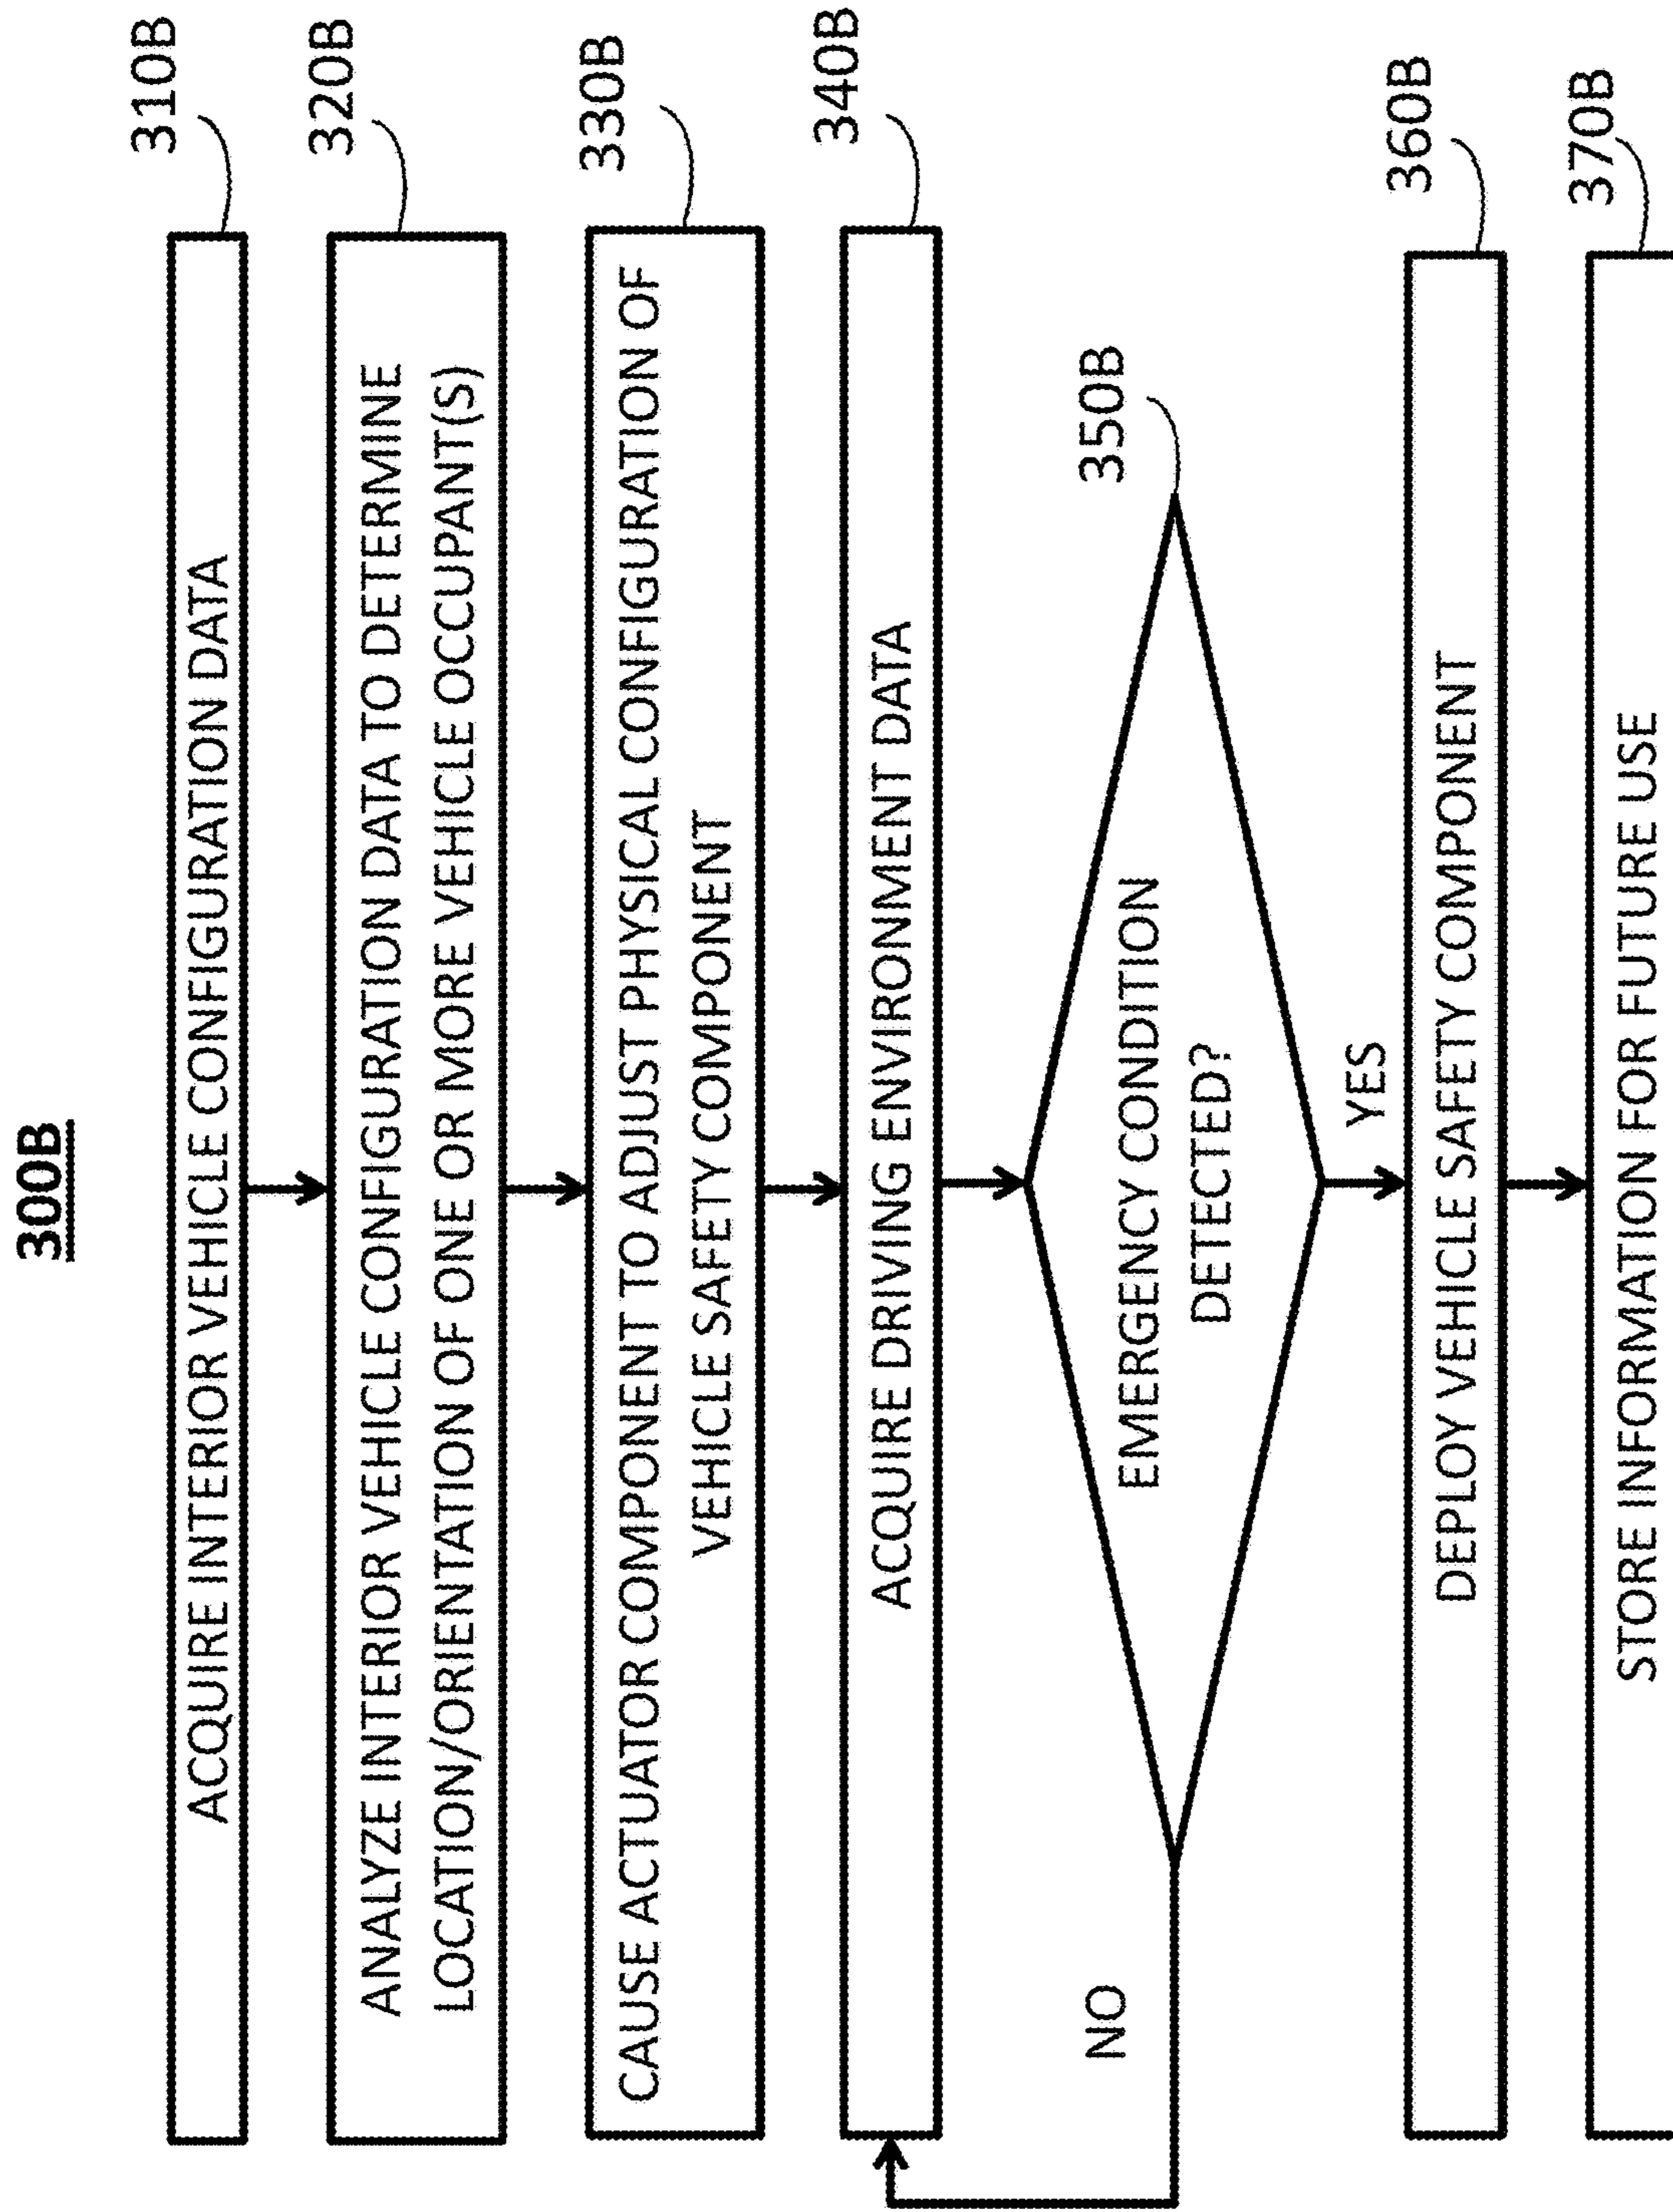 300B
310B
ACQUIRE INTERIOR VEHICLE CONFIGURATION DATA
320B
ANALYZE INTERIOR VEHICLE CONFIGURATION DATA TO DETERMINE
LOCATION/ORIENTATION OF ONE OR MORE VEHICLE OCCUPANT(S)
330B
CAUSE ACTUATOR COMPONENT TO ADJUST PHYSICAL CONFIGURATION OF
VEHICLE SAFETY COMPONENT
340B
ACQUIRE DRIVING ENVIRONMENT DATA
350B
EMERGENCY CONDITION
DETECTED?
NO
YES
360B
DEPLOY VEHICLE SAFETY COMPONENT
370B
STORE INFORMATION FOR FUTURE USE